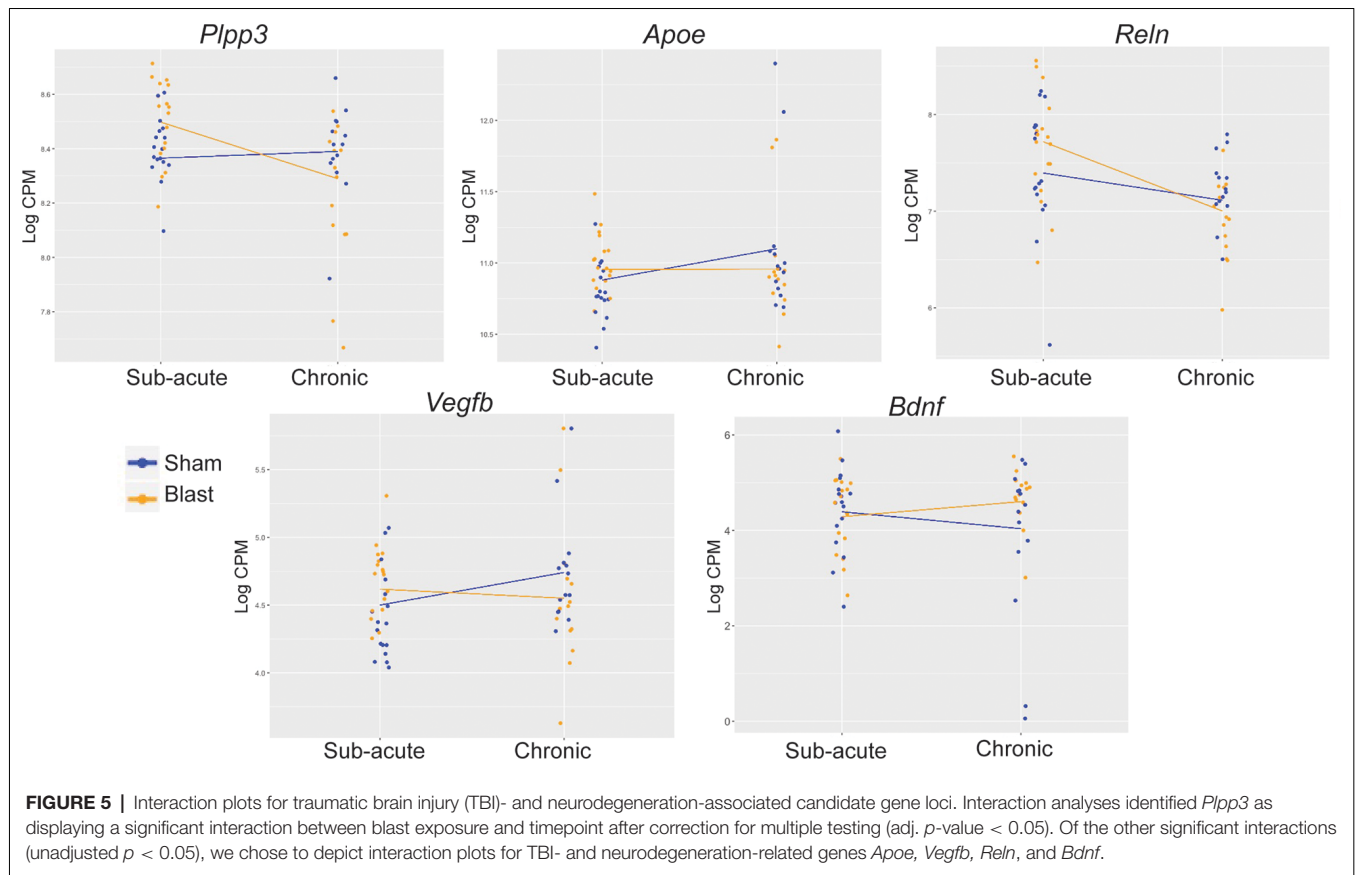 Plpp3
Apoe
Reln
Log CPM
8.6
8.4
8.2
8.0
7.8
Sub-acute
Chronic
Log CPM
12.0
11.5
11.0
10.5
Sub-acute
Chronic
Log CPM
8
7
6
Sub-acute
Chronic
Vegfb
Bdnf
Sham
Blast
Log CPM
5.5
5.0
4.5
4.0
Sub-acute
Chronic
Log CPM
6
4
2
0
Sub-acute
Chronic
FIGURE 5 | Interaction plots for traumatic brain injury (TBI)- and neurodegeneration-associated candidate gene loci. Interaction analyses identified Plpp3 as
displaying a significant interaction between blast exposure and timepoint after correction for multiple testing (adj. p-value < 0.05). Of the other significant interactions
(unadjusted p < 0.05), we chose to depict interaction plots for TBI- and neurodegeneration-related genes Apoe, Vegfb, Reln, and Bdnf.